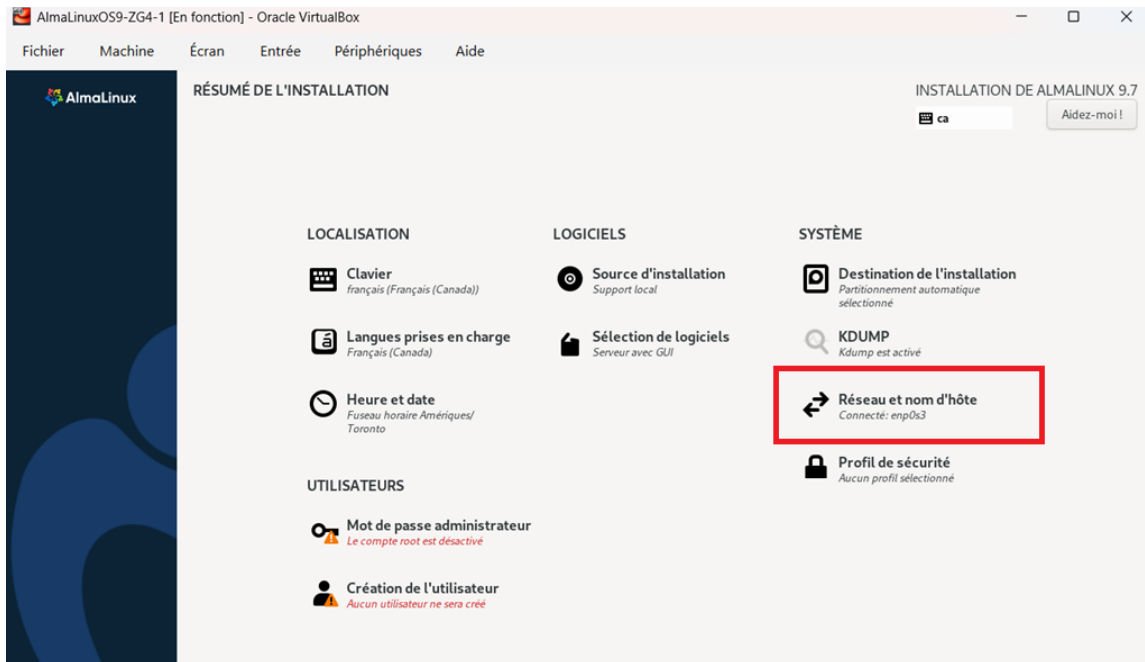 AlmaLinuxOS9-ZG4-1 [En fonction] - Oracle VirtualBox
Fichier Machine Écran Entrée Périphériques Aide
AlmaLinux
RÉSUMÉ DE L'INSTALLATION
INSTALLATION DE ALMALINUX 9.7
ca
Aidez-moi !
LOCALISATION
Clavier
français (Français (Canada))
Langues prises en charge
Français (Canada)
Heure et date
Fuseau horaire Amériques/
Toronto
LOGICIELS
Source d'installation
Support local
Sélection de logiciels
Serveur avec GUI
SYSTÈME
Destination de l'installation
Partitionnement automatique
sélectionné
KDUMP
Kdump est activé
Réseau et nom d'hôte
Connecté: enp0s3
Profil de sécurité
Aucun profil sélectionné
UTILISATEURS
Mot de passe administrateur
Le compte root est désactivé
Création de l'utilisateur
Aucun utilisateur ne sera créé